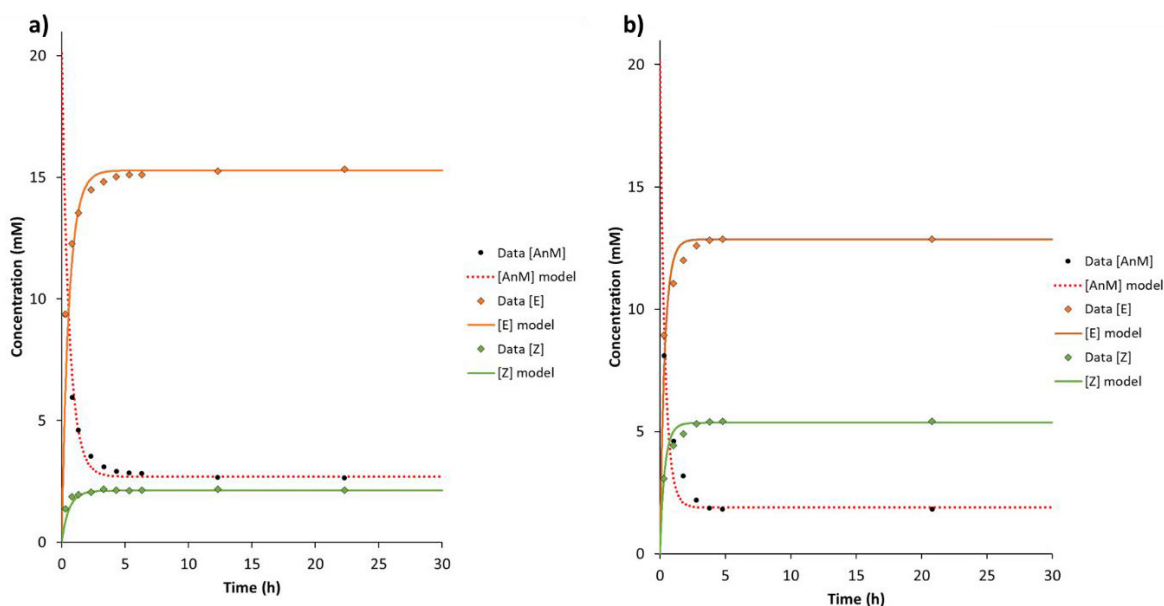 a)
20
15
10
5
0
Concentration (mM)
0 5 10 15 20 25 30
Time (h)
Data [AnM]
[AnM] model
Data [E]
[E] model
Data [Z]
[Z] model
b)
20
15
10
5
0
Concentration (mM)
0 5 10 15 20 25 30
Time (h)
Data [AnM]
[AnM] model
Data [E]
[E] model
Data [Z]
[Z] model